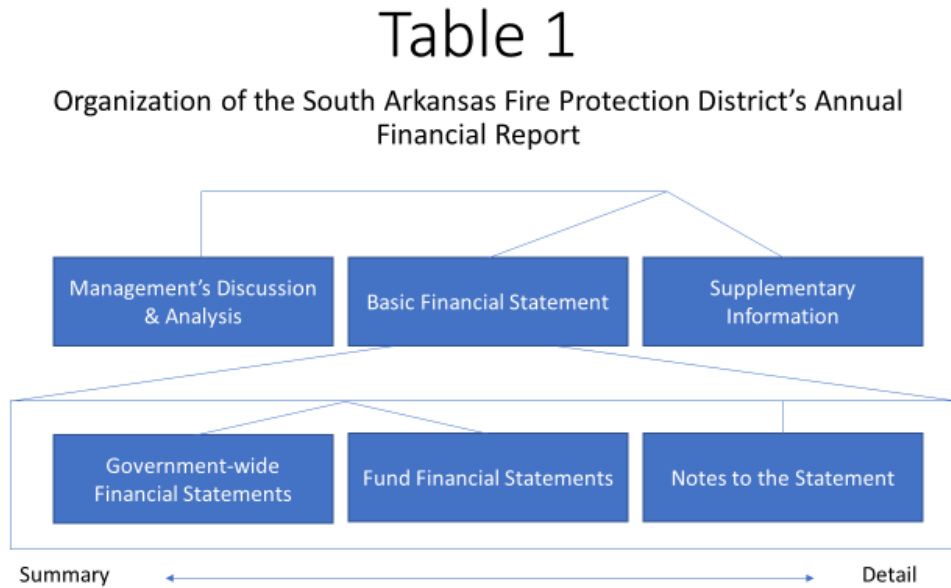 Table 1
Organization of the South Arkansas Fire Protection District's Annual
Financial Report
Management's Discussion
& Analysis
Basic Financial Statement
Supplementary
Information
Government-wide
Financial Statements
Fund Financial Statements
Notes to the Statement
Summary
Detail